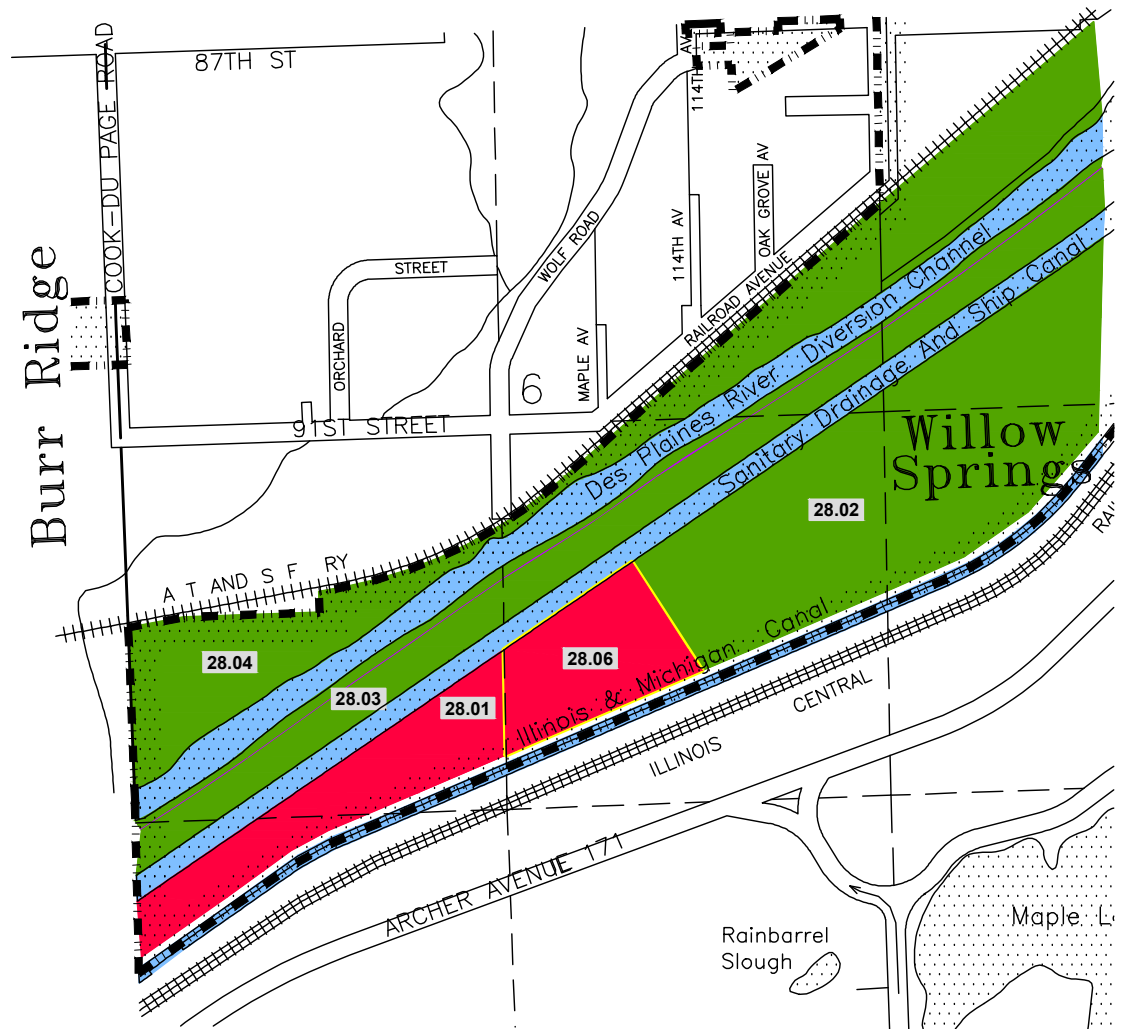 87TH ST
COOK-DU PAGE ROAD
114TH AV
OAK GROVE AV
114TH AV
WOLF ROAD
STREET
ORCHARD
RAILROAD AVENUE
MAPLE AV
6
91ST STREET
Burr Ridge
Des Plaines River Diversion Channel
Sanitary Drainage And Ship Canal
Willow
Springs
28.02
A T AND S F RY
28.04
28.03
28.01
28.06
Illinois & Michigan Canal
ILLINOIS CENTRAL
ARCHER AVENUE 171
Rainbarrel
Slough
Maple